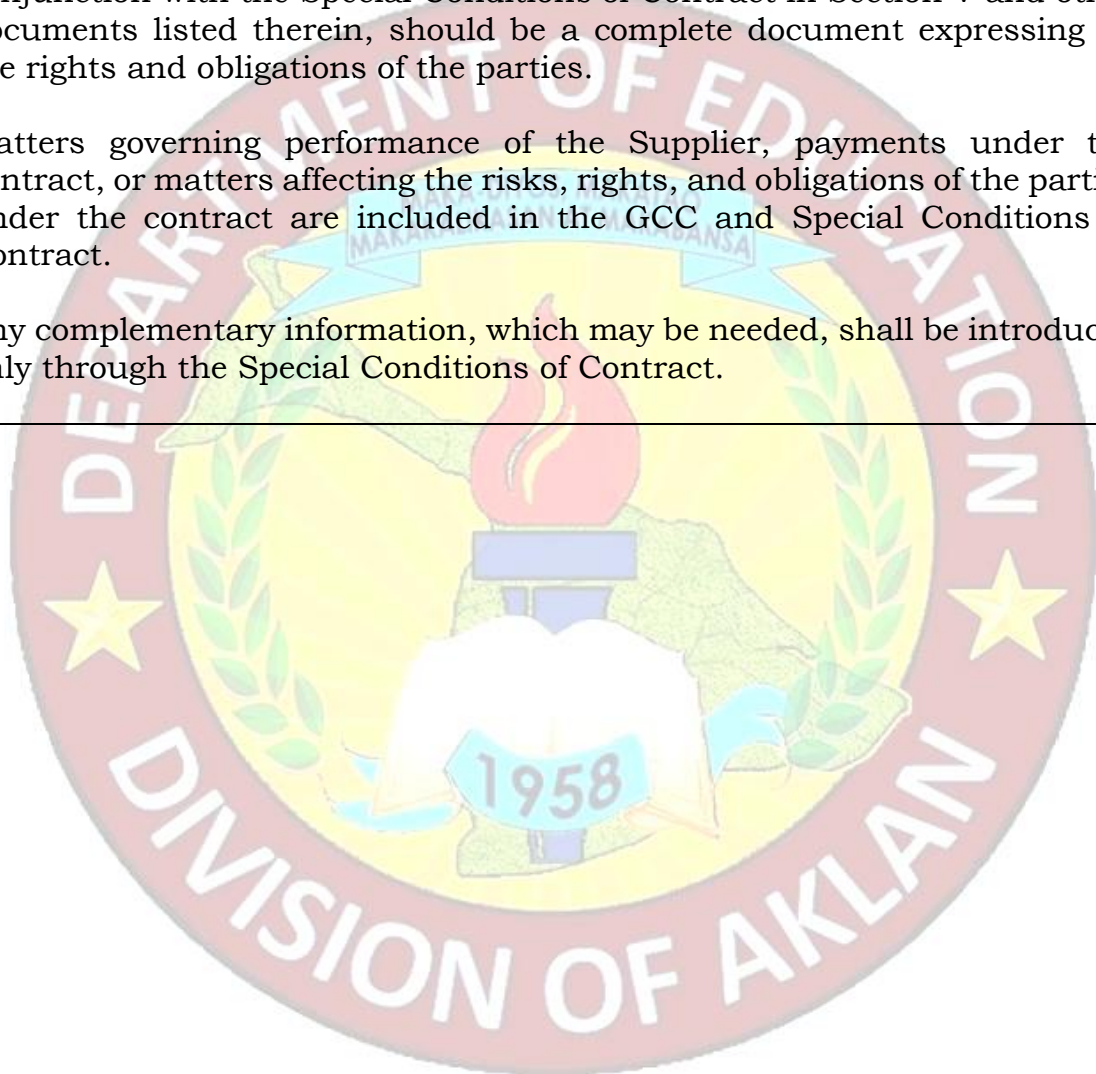 onjunction with the Special Conditions of Contract in Section V and oth
ocuments listed therein, should be a complete document expressing
e rights and obligations of the parties.
atters governing performance of the Supplier, payments under t
ontract, or matters affecting the risks, rights, and obligations of the parti
nder the contract are included in the GCC and Special Conditions
ontract.
ny complementary information, which may be needed, shall be introduc
nly through the Special Conditions of Contract.
DEPARTMENT OF EDUCATION
1958
DIVISION OF AKLAN